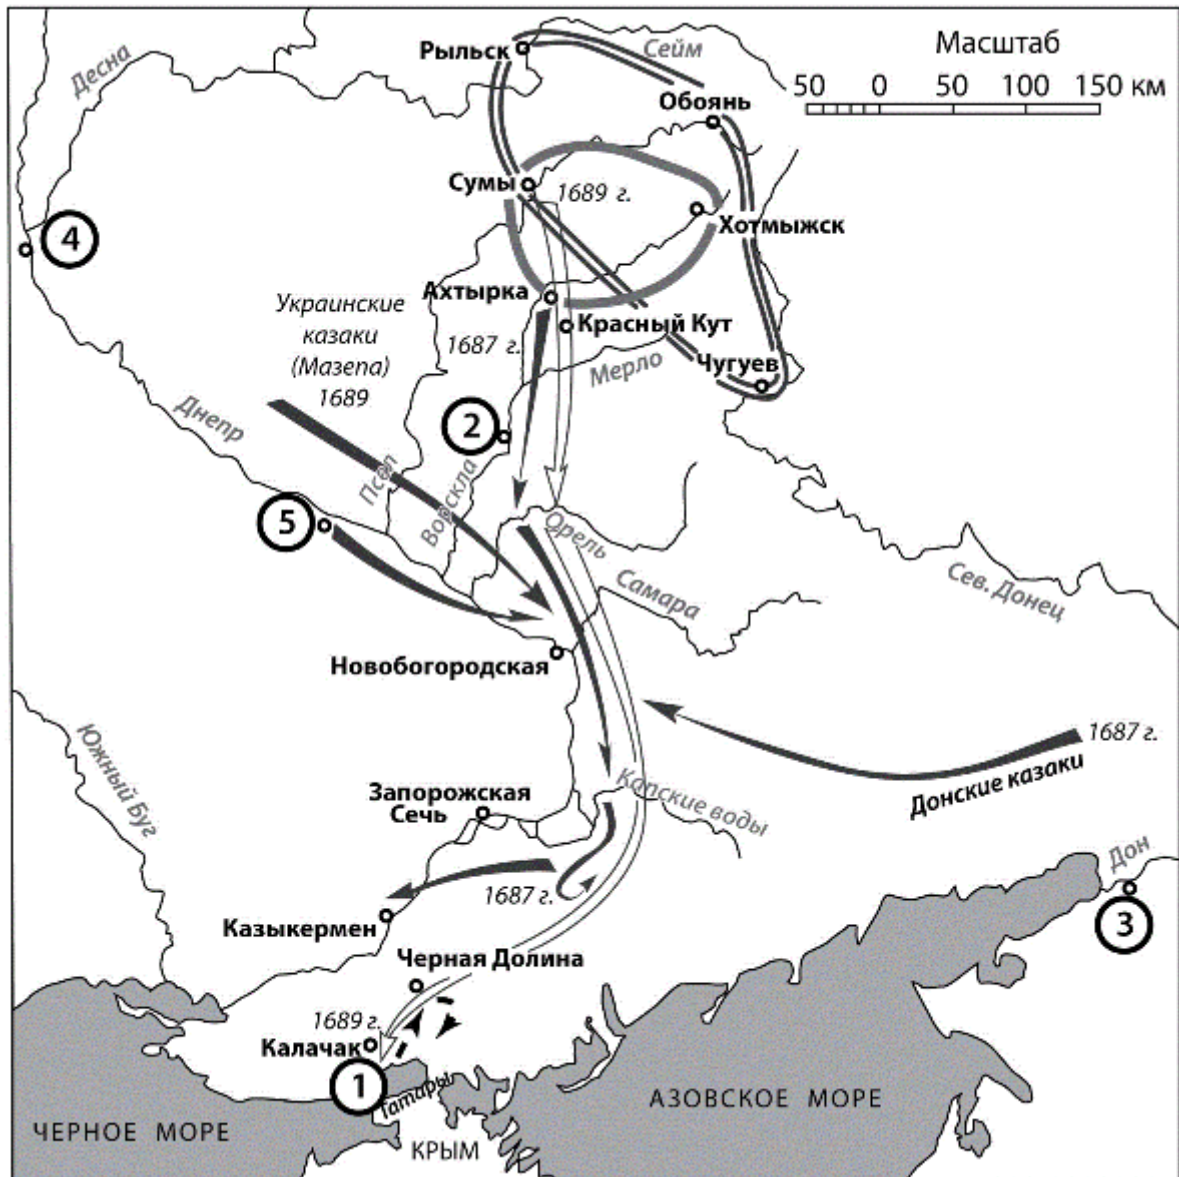 Масштаб
50 0 50 100 150 км
Десна
Рыльск
Сейм
Обоянь
Сумы
1689 г.
Хотмыжск
4
Ахтырка
Украинские
казаки
(Мазепа)
1689
1687 г.
Красный Кут
Мерло
Чугуев
Днепр
2
Псёл
Ворскла
5
Орель
Самара
Сев. Донец
Новобогородская
Южный Буг
1687 г.
Донские казаки
Запорожская
Сечь
Капские воды
Дон
1687 г.
3
Казыкермен
Черная Долина
1689 г.
Калачак
1
Татары
АЗОВСКОЕ МОРЕ
ЧЕРНОЕ МОРЕ
КРЫМ